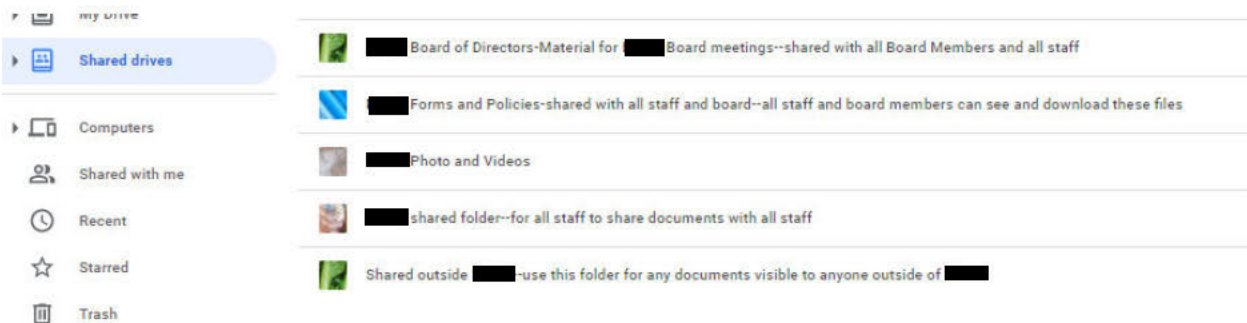 My Drive
Shared drives
Computers
Shared with me
Recent
Starred
Trash
Board of Directors-Material for Board meetings--shared with all Board Members and all staff
Forms and Policies-shared with all staff and board--all staff and board members can see and download these files
Photo and Videos
shared folder--for all staff to share documents with all staff
Shared outside -use this folder for any documents visible to anyone outside of